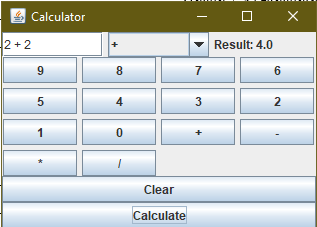 Calculator
2 + 2 + Result: 4.0
9 8 7 6
5 4 3 2
1 0 + -
* /
Clear
Calculate